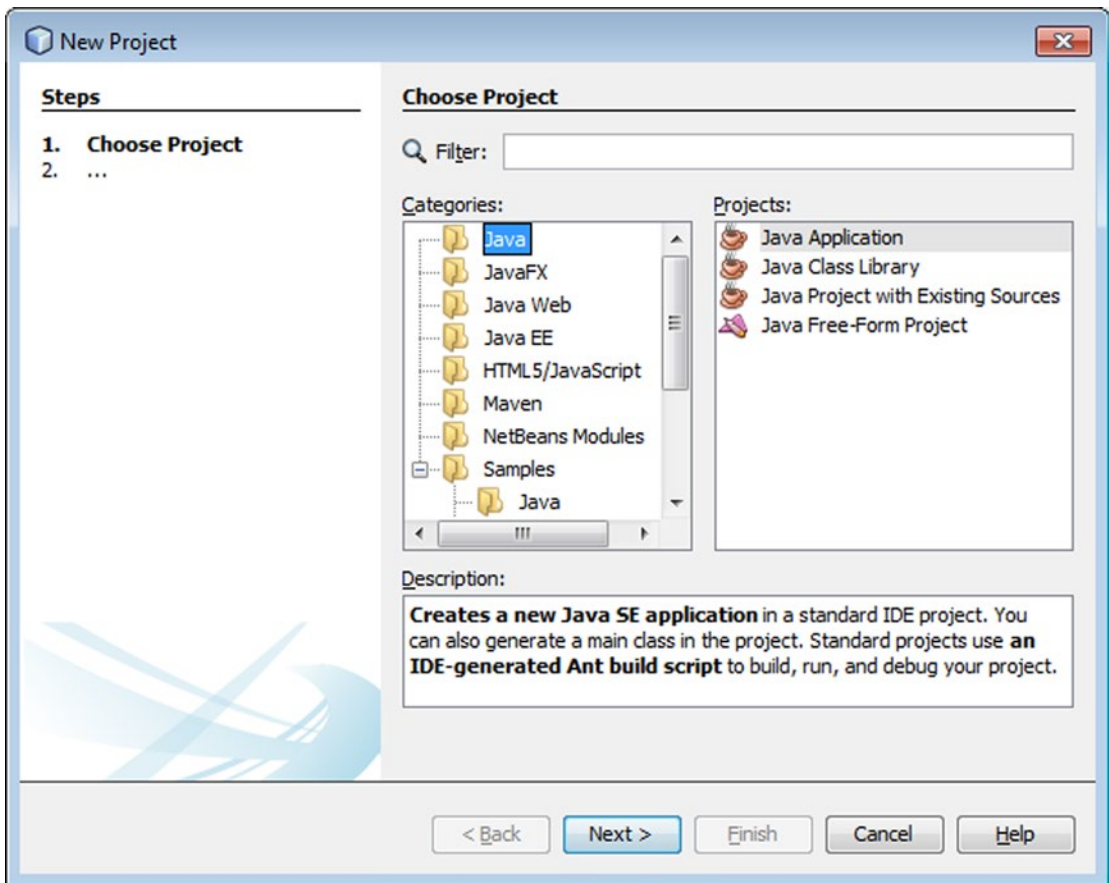 New Project
Steps
1. Choose Project
2. ...
Choose Project
Filter:
Categories:
Java
JavaFX
Java Web
Java EE
HTML5/JavaScript
Maven
NetBeans Modules
Samples
Java
Projects:
Java Application
Java Class Library
Java Project with Existing Sources
Java Free-Form Project
Description:
Creates a new Java SE application in a standard IDE project. You
can also generate a main class in the project. Standard projects use an
IDE-generated Ant build script to build, run, and debug your project.
< Back
Next >
Finish
Cancel
Help